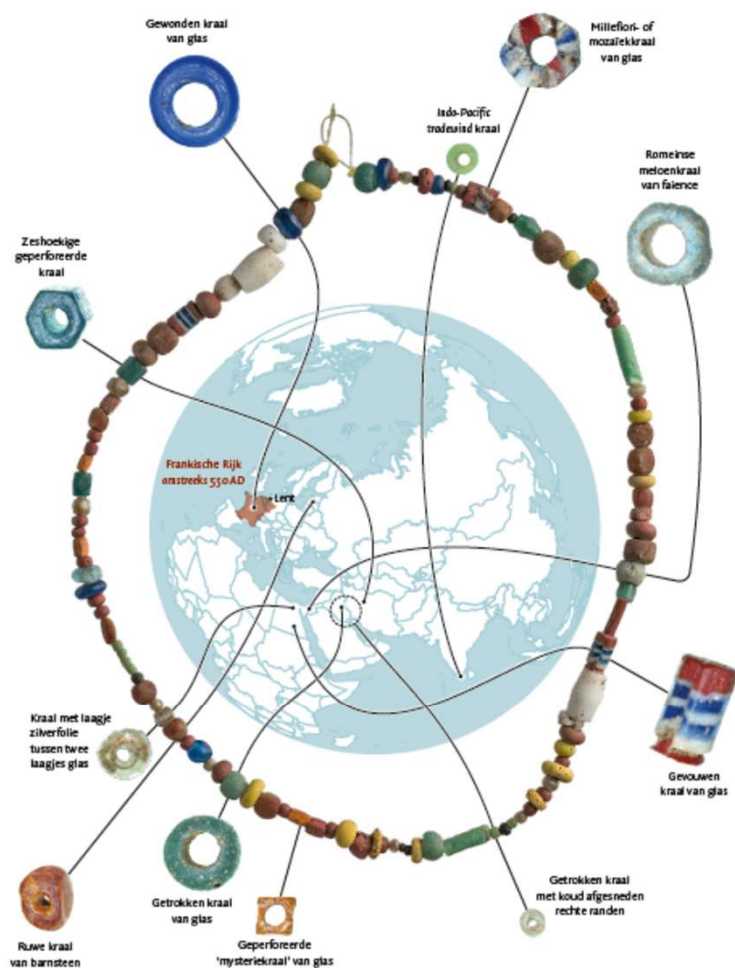 Gewonden kraal
van glas
Millefiori- of
mozaïekkraal
van glas
Indo-Pacific
tradewind kraal
Romeinse
meloenkraal
van faience
Zeshoekige
geperforeerde
kraal
Frankische Rijk
omstreeks 550 AD
Lent
Kraal met laagje
zilverfolie
tussen twee
laagjes glas
Gevouwen
kraal van glas
Getrokken kraal
van glas
Getrokken kraal
met koud afgesneden
rechte randen
Ruwe kraal
van barnsteen
Geperforeerde
'mysteriekraal' van glas